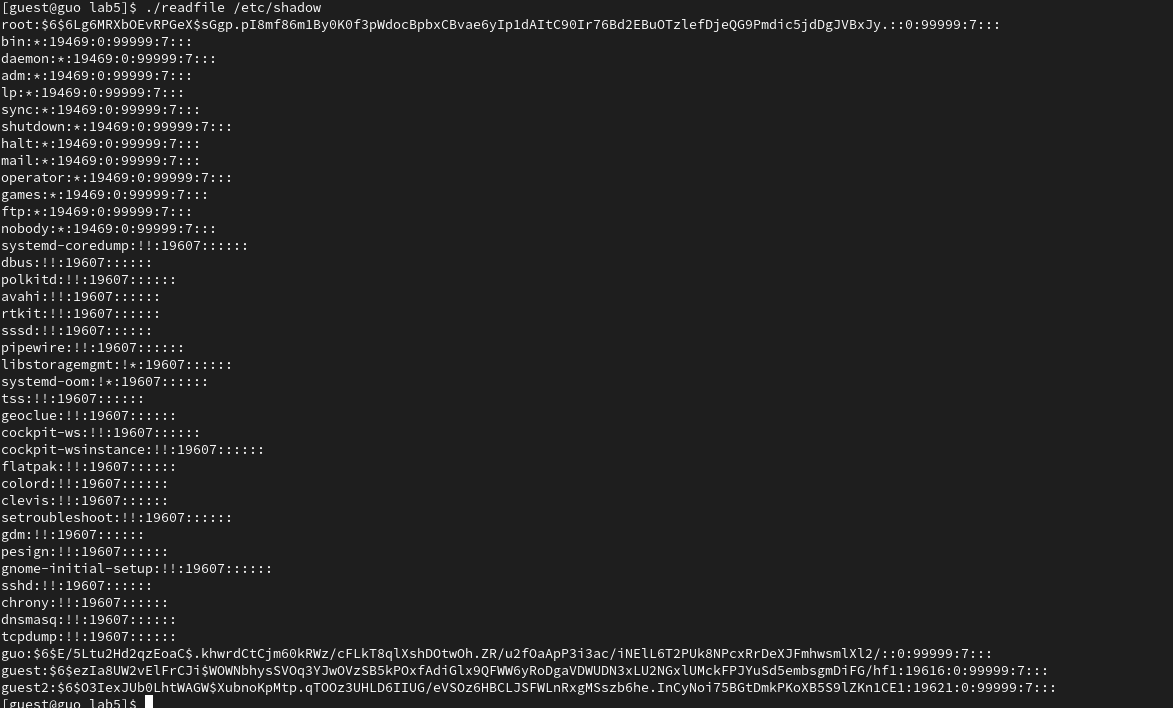 [guest@guo lab5]$ ./readfile /etc/shadow
root:$6$6Lg6MRXbOEvRPGeX$sGgp.pI8mf86m1By0K0f3pWdocBpbxCBvae6yIp1dAItC90Ir76Bd2EBuOTzlefDjeQG9Pmdic5jdDgJVBxJy.::0:99999:7:::
bin:*:19469:0:99999:7:::
daemon:*:19469:0:99999:7:::
adm:*:19469:0:99999:7:::
lp:*:19469:0:99999:7:::
sync:*:19469:0:99999:7:::
shutdown:*:19469:0:99999:7:::
halt:*:19469:0:99999:7:::
mail:*:19469:0:99999:7:::
operator:*:19469:0:99999:7:::
games:*:19469:0:99999:7:::
ftp:*:19469:0:99999:7:::
nobody:*:19469:0:99999:7:::
systemd-coredump:!!:19607::::::
dbus:!!:19607::::::
polkitd:!!:19607::::::
avahi:!!:19607::::::
rtkit:!!:19607::::::
sssd:!!:19607::::::
pipewire:!!:19607::::::
libstoragemgmt:!*:19607::::::
systemd-oom:!*:19607::::::
tss:!!:19607::::::
geoclue:!!:19607::::::
cockpit-ws:!!:19607::::::
cockpit-wsinstance:!!:19607::::::
flatpak:!!:19607::::::
colord:!!:19607::::::
clevis:!!:19607::::::
setroubleshoot:!!:19607::::::
gdm:!!:19607::::::
pesign:!!:19607::::::
gnome-initial-setup:!!:19607::::::
sshd:!!:19607::::::
chrony:!!:19607::::::
dnsmasq:!!:19607::::::
tcpdump:!!:19607::::::
guo:$6$E/5Ltu2Hd2qzEoaC$.khwrdCtCjm60kRWz/cFLkT8qlXshDOtwOh.ZR/u2fOaApP3i3ac/iNElL6T2PUk8NPcxRrDeXJFmhwsmlXl2/::0:99999:7:::
guest:$6$ezIa8UW2vElFrCJi$WOWNbhysSVOq3YJwOVzSB5kPOxfAdiGlx9QFWW6yRoDgaVDWUDN3xLU2NGxlUMckFPJYuSd5embsgmDiFG/hf1:19616:0:99999:7:::
guest2:$6$O3IexJUb0LhtWAGW$XubnoKpMtp.qTOOz3UHLD6IIUG/eVSOz6HBCLJSFWLnRxgMSszb6he.InCyNoi75BGtDmkPKoXB5S9lZKn1CE1:19621:0:99999:7:::
[guest@guo lab5]$